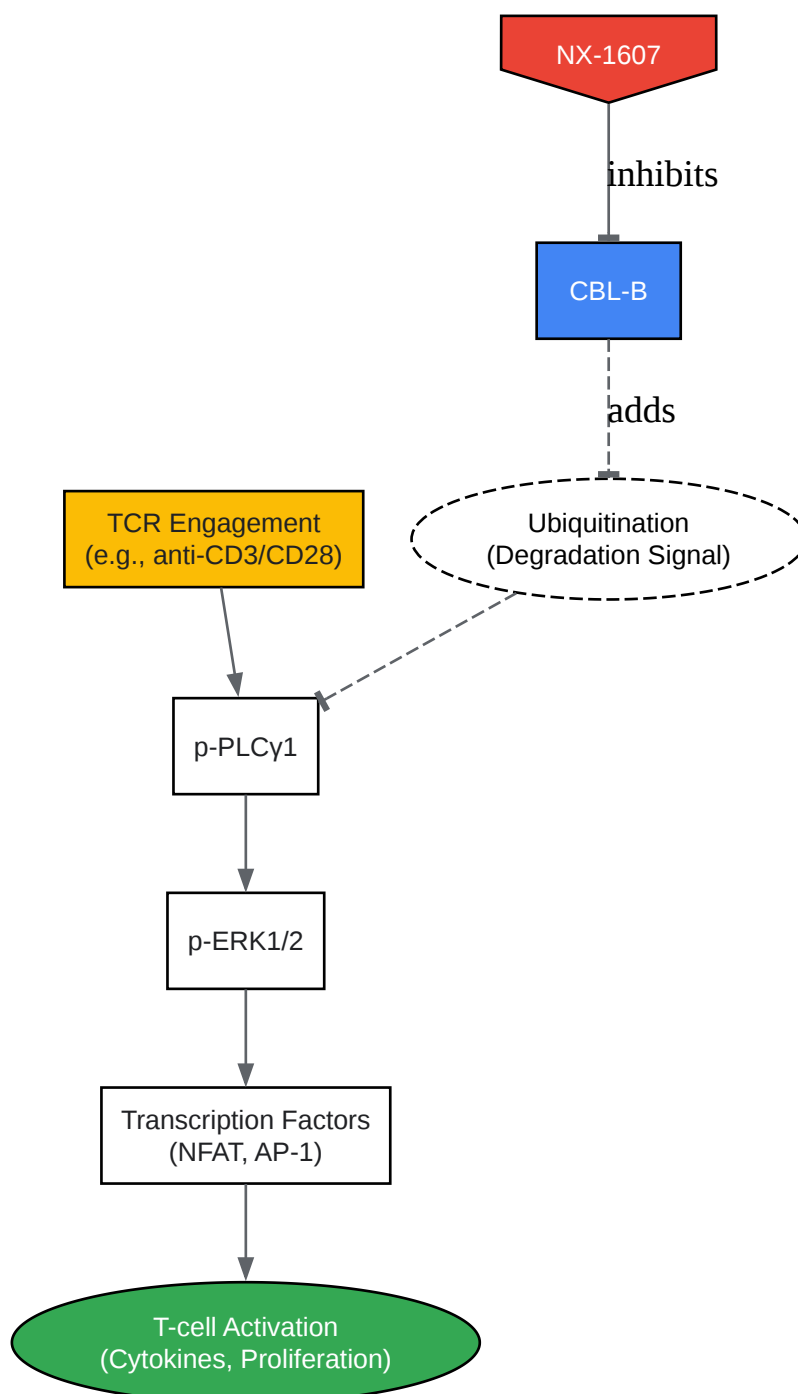 NX-1607
inhibits
CBL-B
adds
TCR Engagement
(e.g., anti-CD3/CD28)
Ubiquitination
(Degradation Signal)
p-PLCγ1
p-ERK1/2
Transcription Factors
(NFAT, AP-1)
T-cell Activation
(Cytokines, Proliferation)